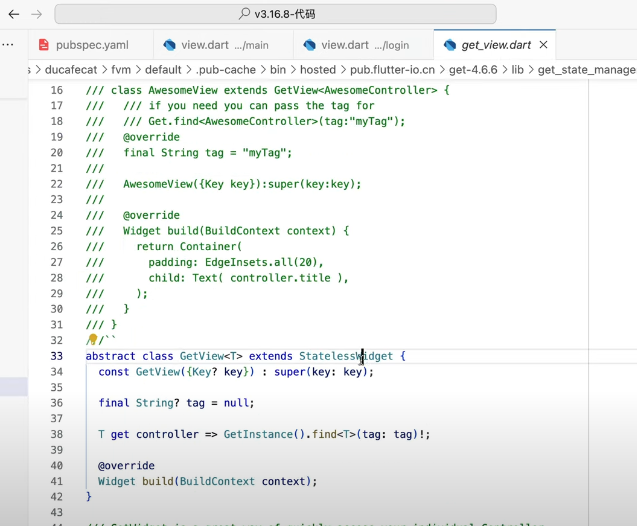 v3.16.8-代码
pubspec.yaml view.dart .../main view.dart .../login get_view.dart
s > ducafecat > fvm > default > .pub-cache > bin > hosted > pub.flutter-io.cn > get-4.6.6 > lib > get_state_manage
16 /// class AwesomeView extends GetView<AwesomeController> {
17 /// /// if you need you can pass the tag for
18 /// /// Get.find<AwesomeController>(tag:"myTag");
19 /// @override
20 /// final String tag = "myTag";
21 ///
22 /// AwesomeView({Key key}):super(key:key);
23 ///
24 /// @override
25 /// Widget build(BuildContext context) {
26 /// return Container(
27 /// padding: EdgeInsets.all(20),
28 /// child: Text( controller.title ),
29 /// );
30 /// }
31 /// }
32 ///``
33 abstract class GetView<T> extends StatelessWidget {
34 const GetView({Key? key}) : super(key: key);
35
36 final String? tag = null;
37
38 T get controller => GetInstance().find<T>(tag: tag)!;
39
40 @override
41 Widget build(BuildContext context);
42 }
43